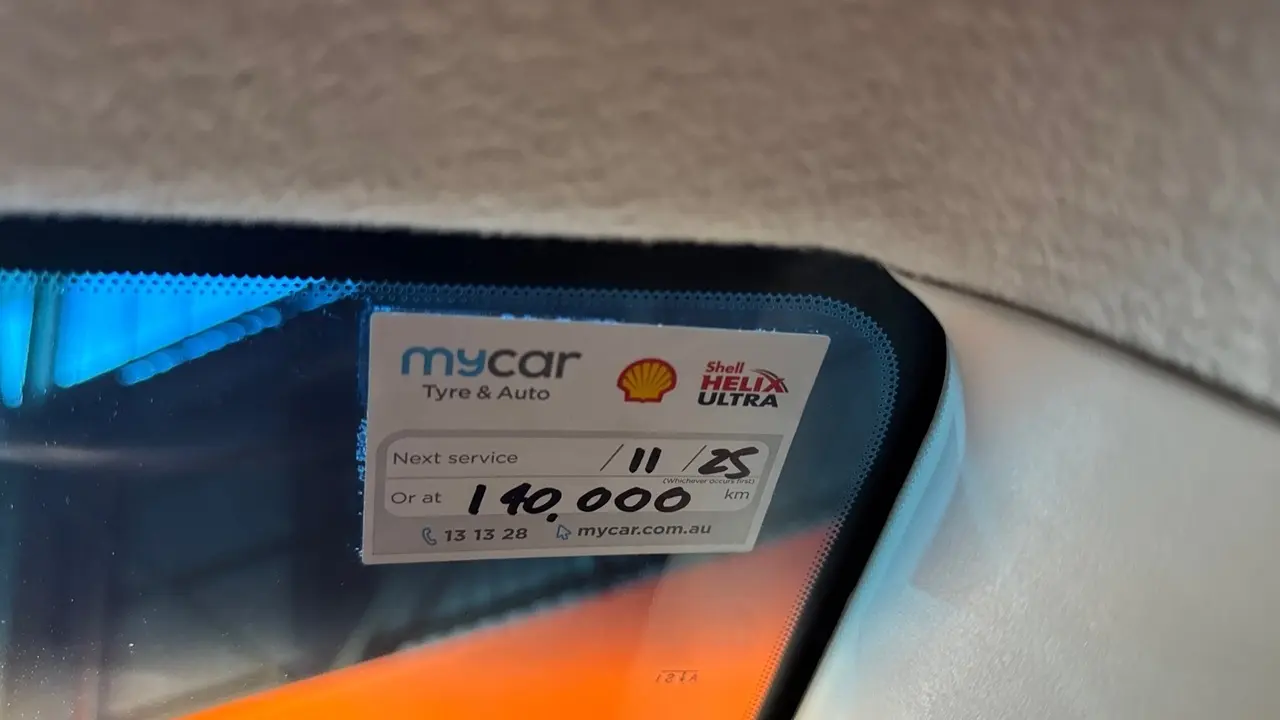 mycar
Tyre & Auto
Shell
HELIX
ULTRA
Next service / 11 / 25
(Whichever occurs first)
Or at 140,000 km
13 13 28 mycar.com.au